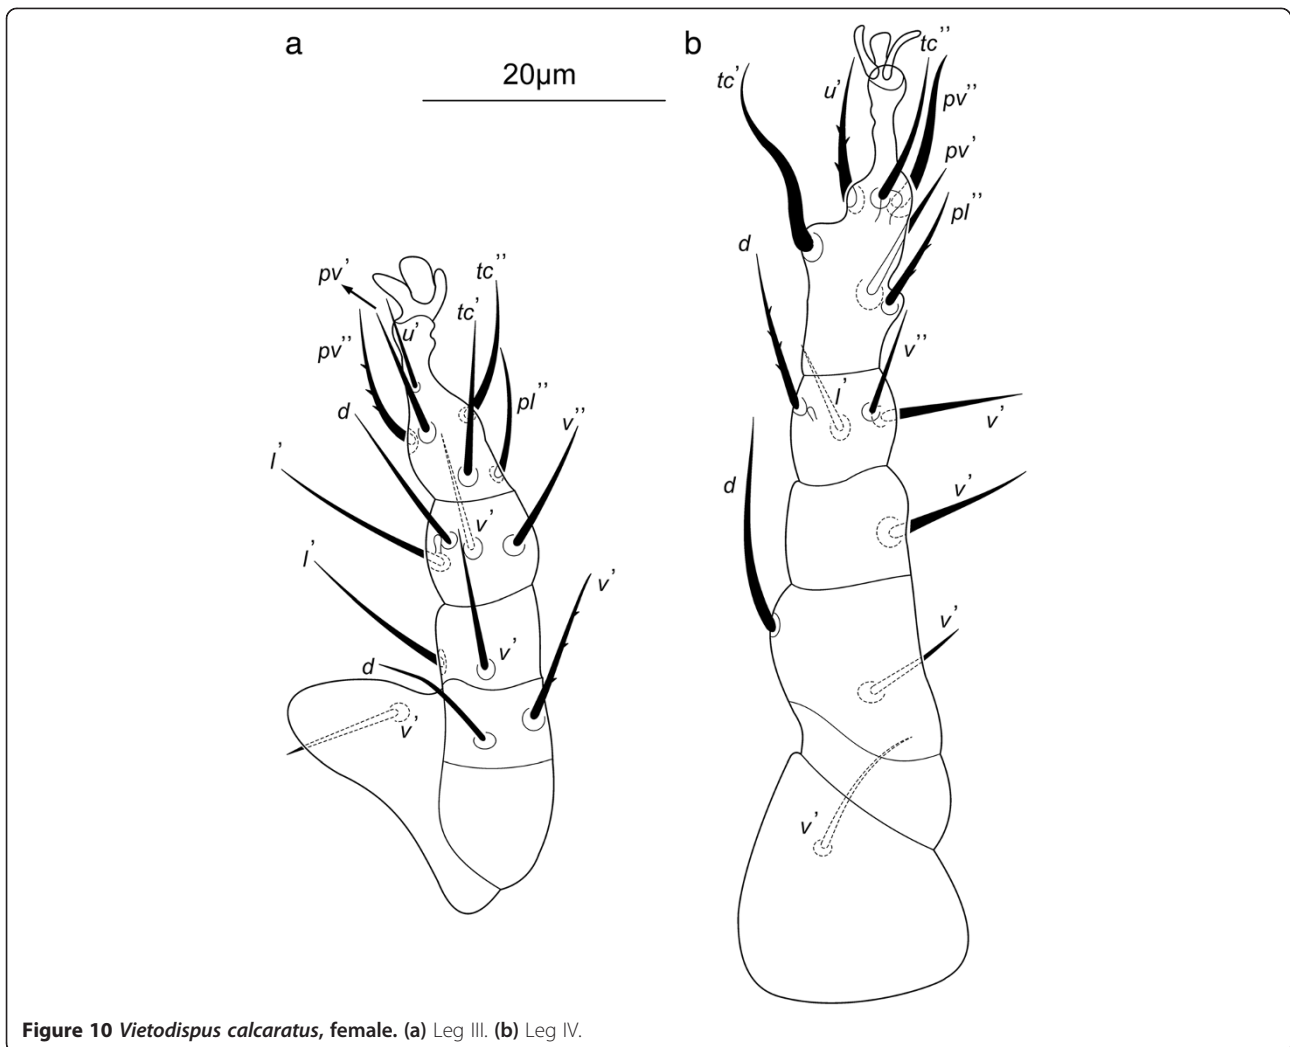 a
b
20µm
tc'
u'
tc''
pv''
pv'
pl''
d
l'
v''
v'
d
v'
v'
v'
pv'
u'
tc'
tc''
pv''
pl''
d
v''
l'
v'
l'
v'
v'
d
v'
Figure 10 Vietodispus calcaratus, female. (a) Leg III. (b) Leg IV.